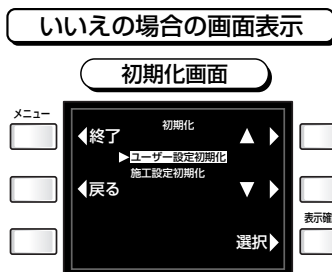 いいえの場合の画面表示
初期化画面
メニュー
初期化
◀終了 ▲ ▶
▶ユーザー設定初期化
施工設定初期化
◀戻る ▼ ▶
表示確
選択▶